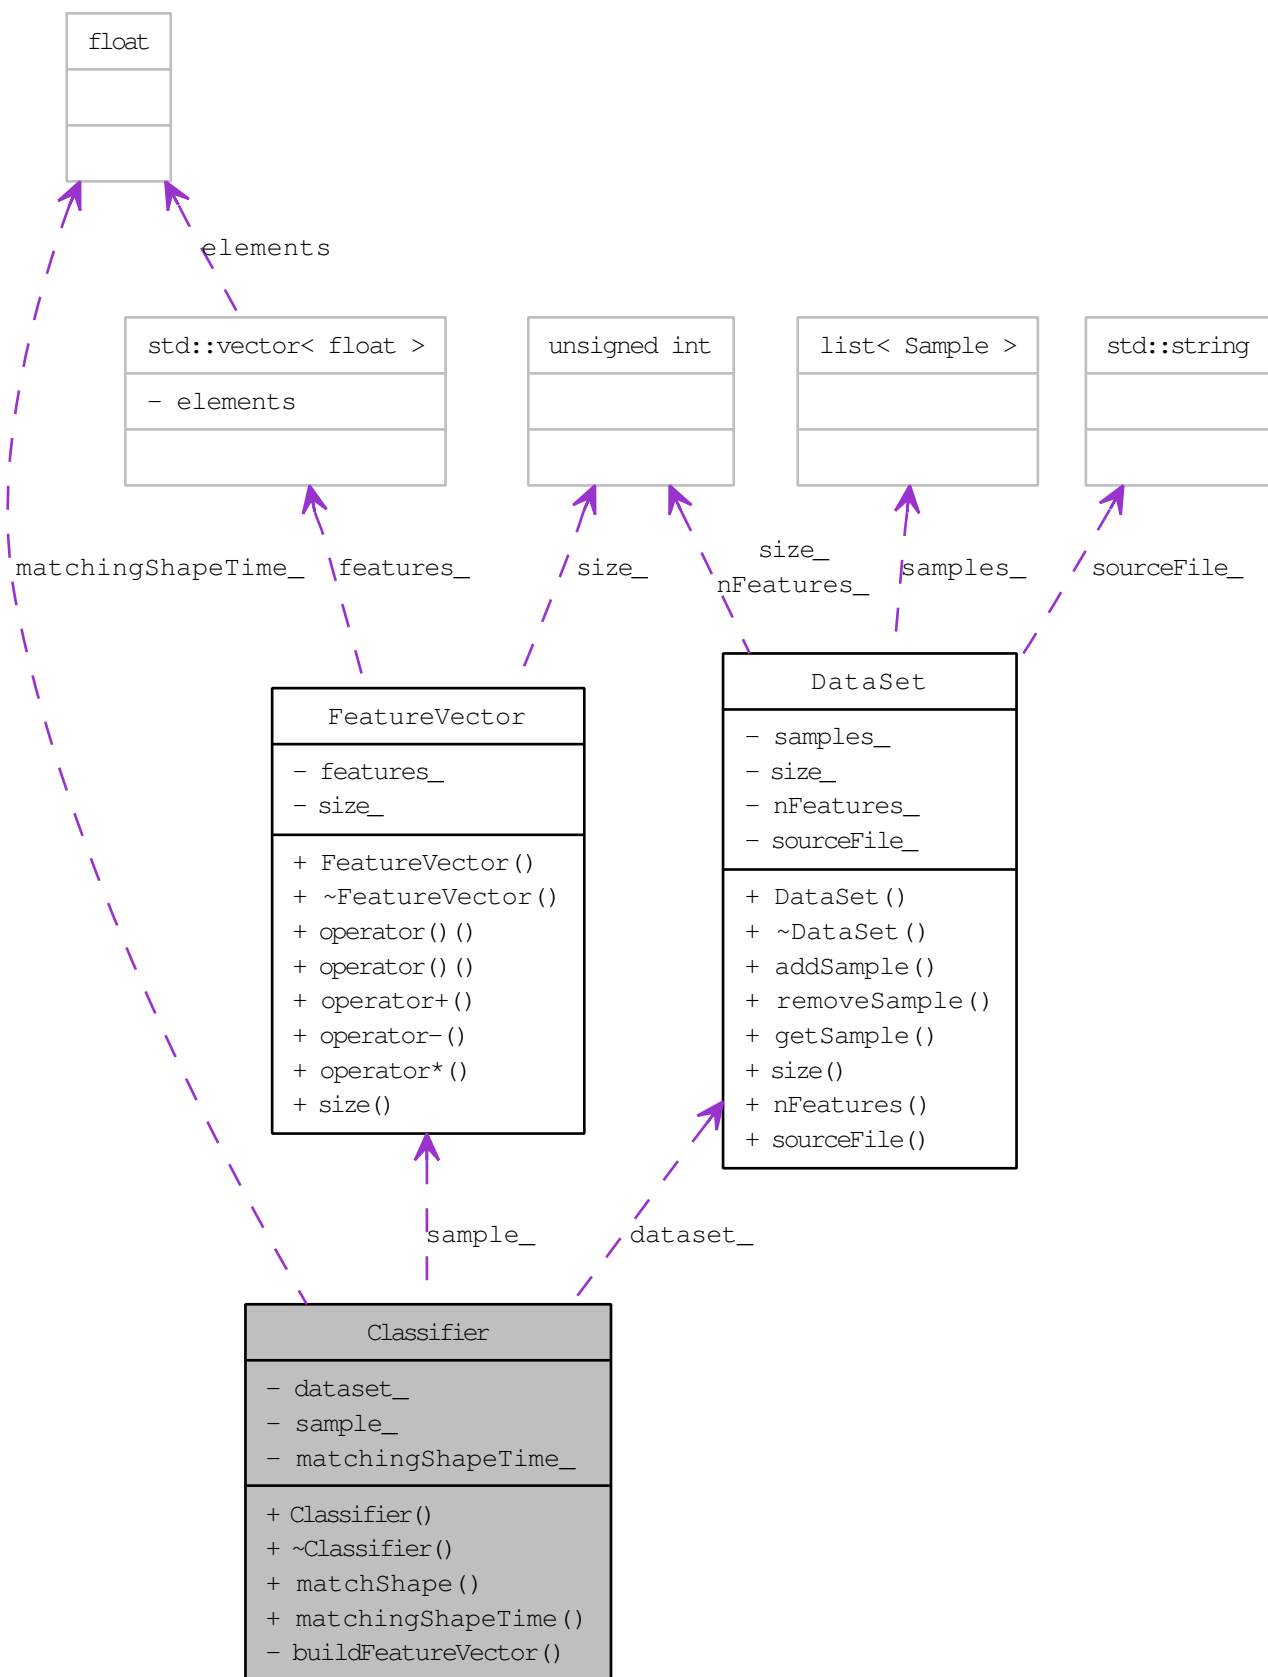 float
elements
std::vector< float >
- elements
unsigned int
list< Sample >
std::string
matchingShapeTime_
features_
size_
size_
nFeatures_
samples_
sourceFile_
FeatureVector
- features_
- size_
+ FeatureVector()
+ ~FeatureVector()
+ operator()()
+ operator()()
+ operator+()
+ operator-()
+ operator*()
+ size()
DataSet
- samples_
- size_
- nFeatures_
- sourceFile_
+ DataSet()
+ ~DataSet()
+ addSample()
+ removeSample()
+ getSample()
+ size()
+ nFeatures()
+ sourceFile()
sample_
dataset_
Classifier
- dataset_
- sample_
- matchingShapeTime_
+ Classifier()
+ ~Classifier()
+ matchShape()
+ matchingShapeTime()
- buildFeatureVector()